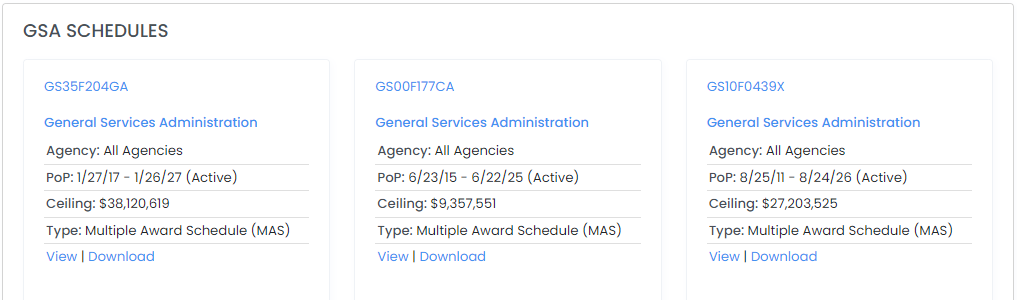 GSA SCHEDULES
GS35F204GA
General Services Administration
Agency: All Agencies
PoP: 1/27/17 - 1/26/27 (Active)
Ceiling: $38,120,619
Type: Multiple Award Schedule (MAS)
View | Download
GS00F177CA
General Services Administration
Agency: All Agencies
PoP: 6/23/15 - 6/22/25 (Active)
Ceiling: $9,357,551
Type: Multiple Award Schedule (MAS)
View | Download
GS10F0439X
General Services Administration
Agency: All Agencies
PoP: 8/25/11 - 8/24/26 (Active)
Ceiling: $27,203,525
Type: Multiple Award Schedule (MAS)
View | Download